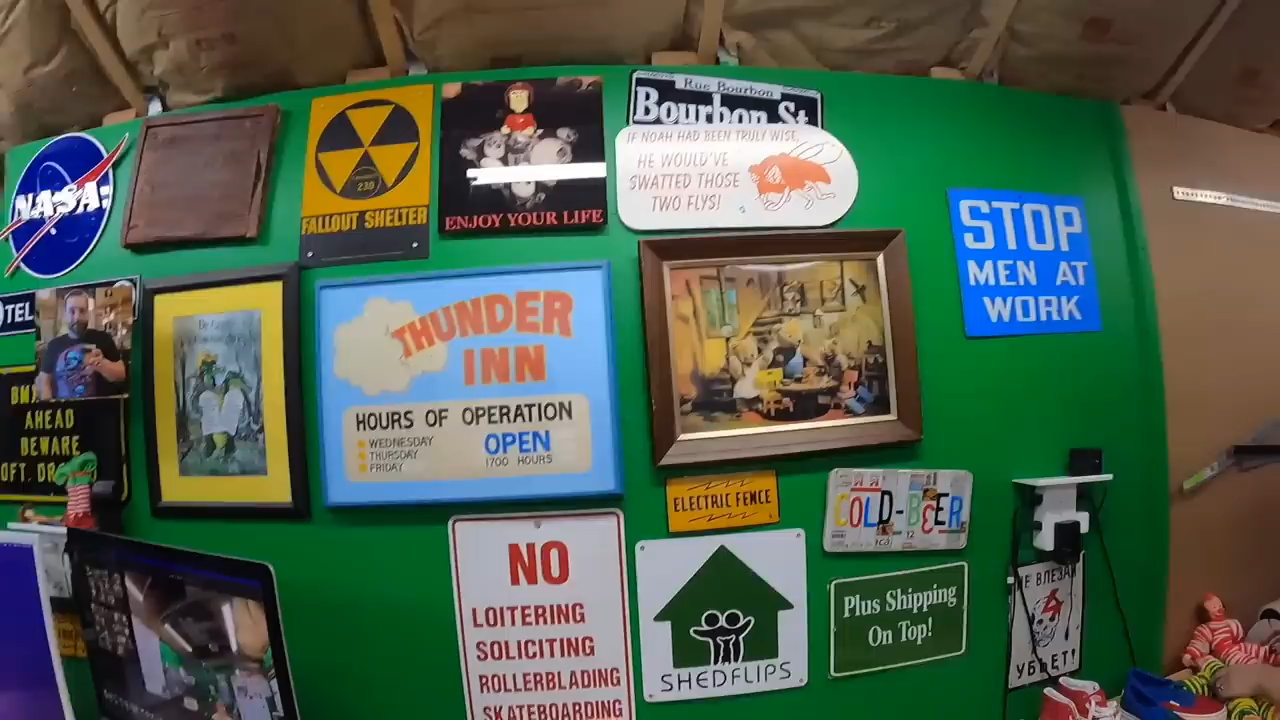 NASA
230
FALLOUT SHELTER
ENJOY YOUR LIFE
Rue Bourbon
Bourbon St
IF NOAH HAD BEEN TRULY WISE,
HE WOULD'VE
SWATTED THOSE
TWO FLYS!
STOP
MEN AT
WORK
TEL
AHEAD
BEWARE
THUNDER
INN
HOURS OF OPERATION
WEDNESDAY
THURSDAY
FRIDAY
OPEN
1700 HOURS
ELECTRIC FENCE
COLD-BEER
NO
LOITERING
SOLICITING
ROLLERBLADING
SKATEBOARDING
SHEDFLIPS
Plus Shipping
On Top!
НЕ ВЛЕЗАЙ
УБЬЕТ!